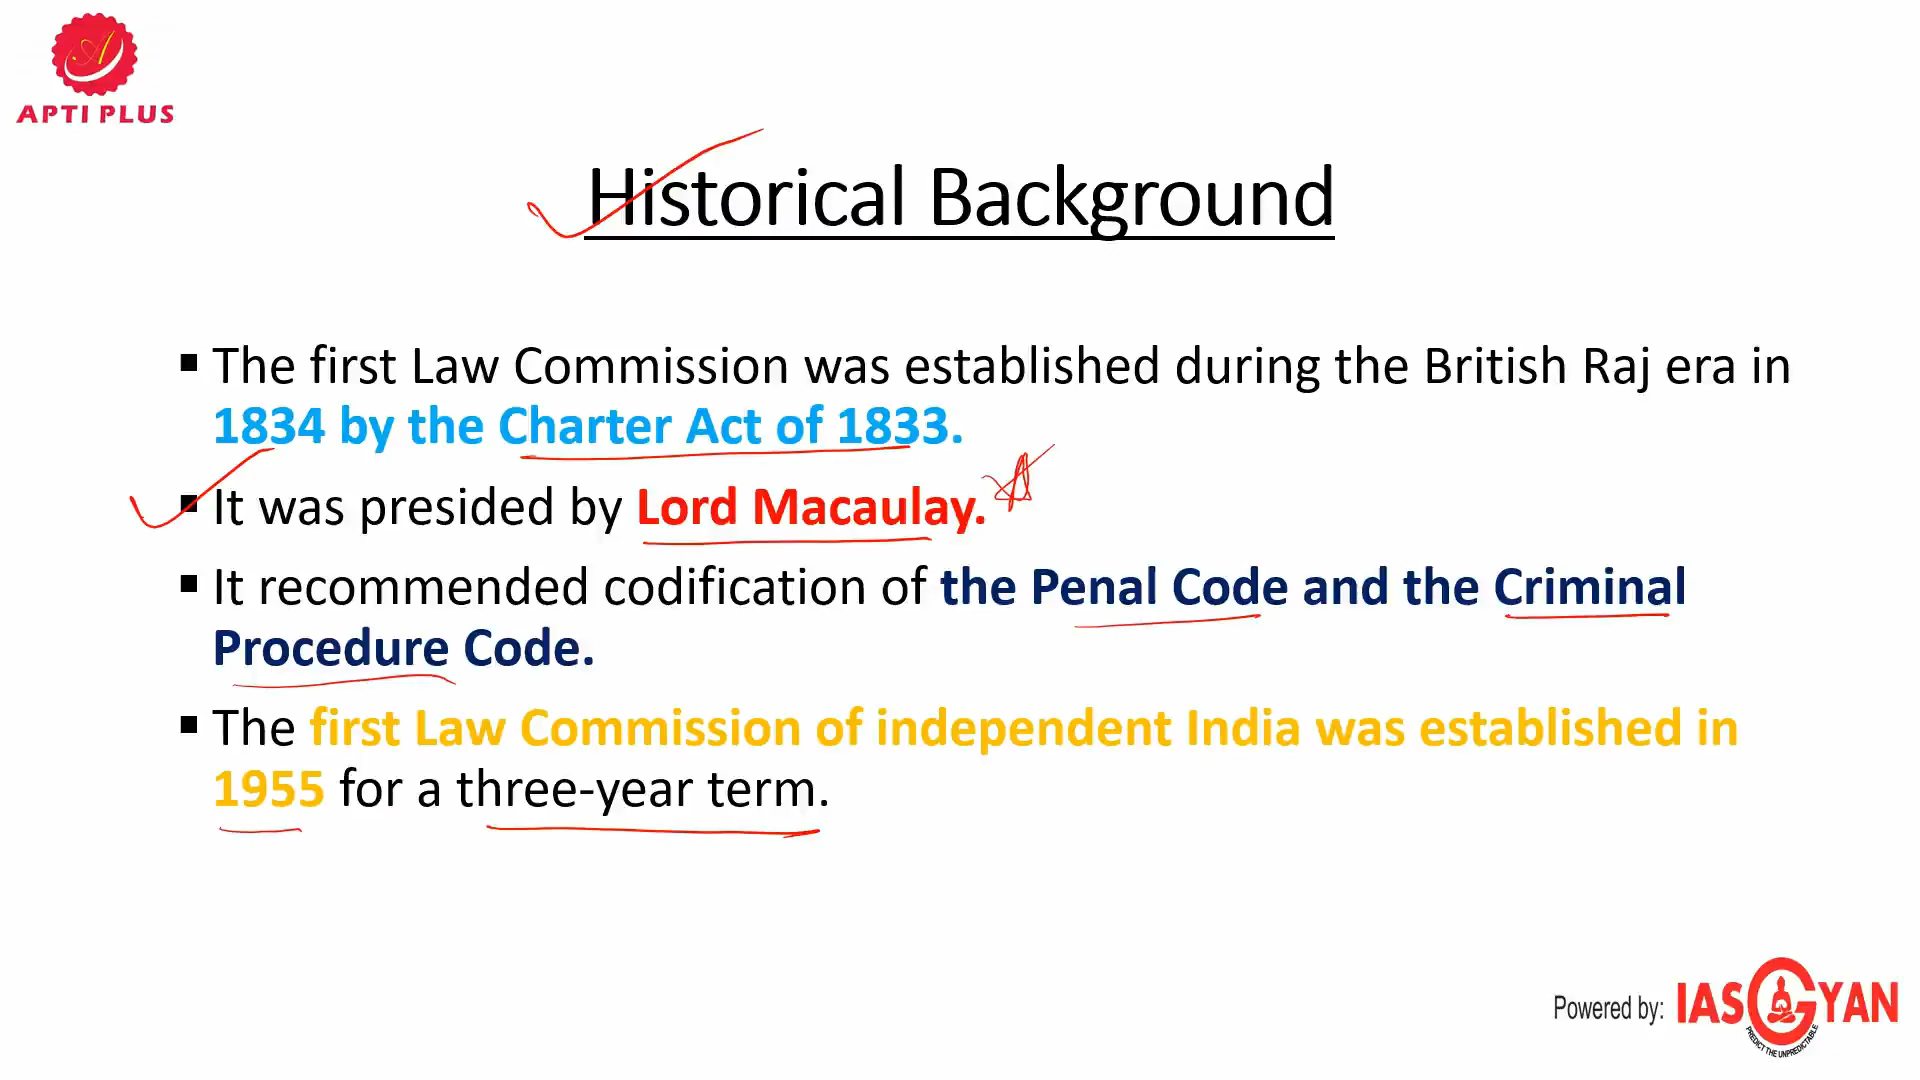 APTI PLUS
Historical Background
▪ The first Law Commission was established during the British Raj era in
1834 by the Charter Act of 1833.
▪ It was presided by Lord Macaulay.
▪ It recommended codification of the Penal Code and the Criminal
Procedure Code.
▪ The first Law Commission of independent India was established in
1955 for a three-year term.
Powered by: IAS GYAN
PREDICT THE UNPREDICTABLE